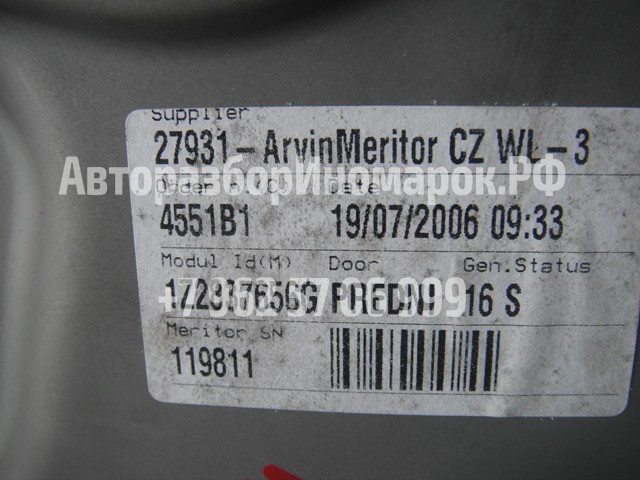 Supplier
27931-ArvinMeritor CZ WL-3
АвторазборИномарок.РФ
Date
4551B1 19/07/2006 09:33
Modul Id(M) Door Gen.Status
PREDNI 16 S
Meritor SN
119811